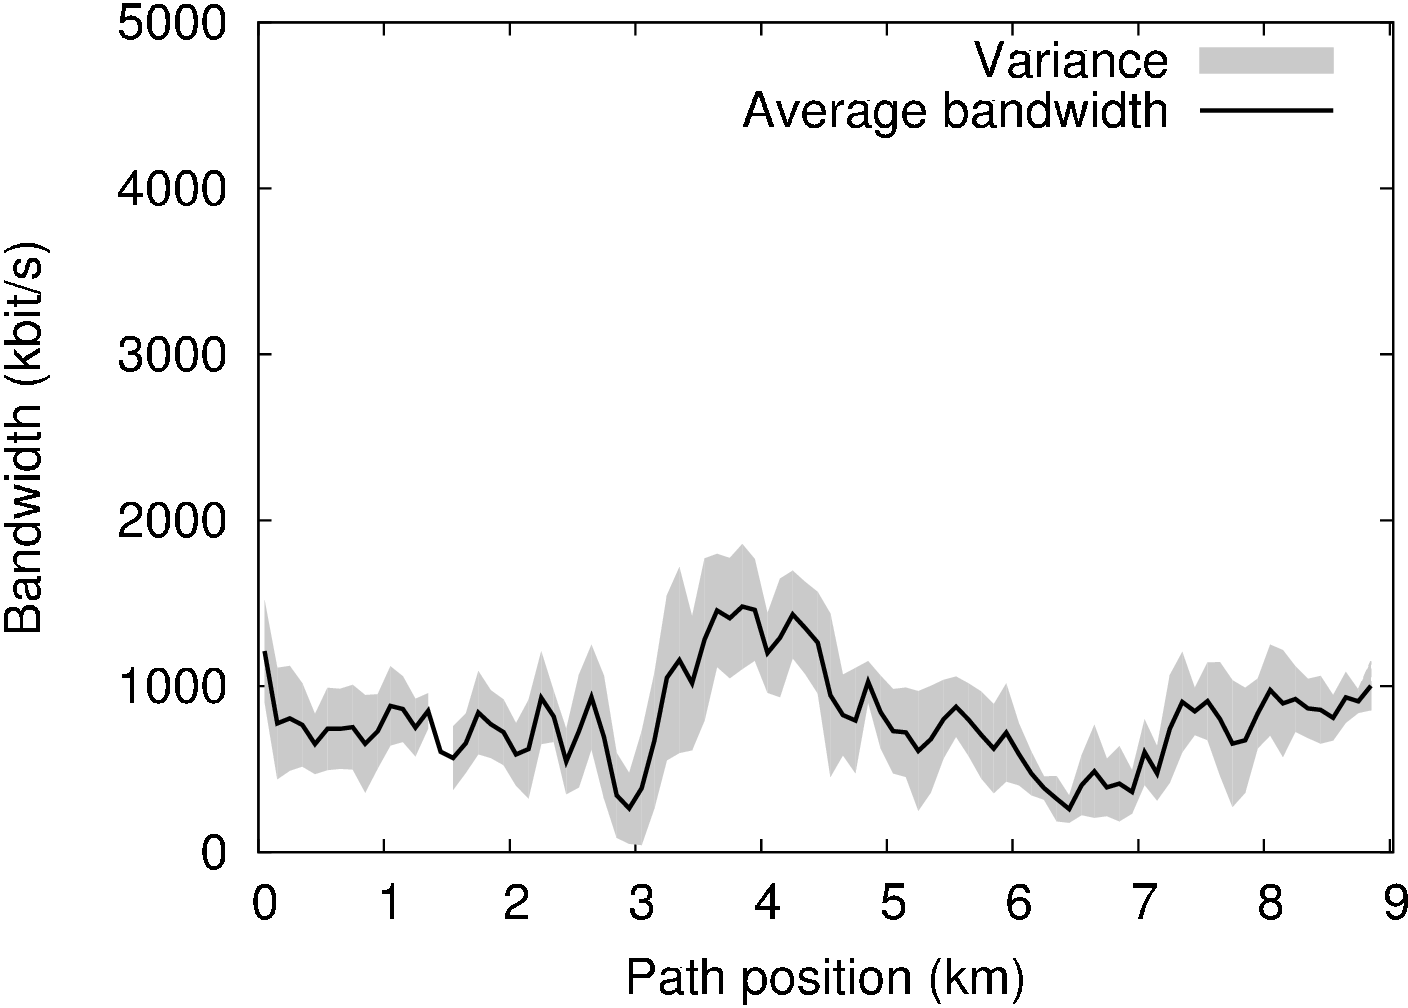 5000
4000
3000
2000
1000
0
Bandwidth (kbit/s)
Variance
Average bandwidth
0 1 2 3 4 5 6 7 8 9
Path position (km)